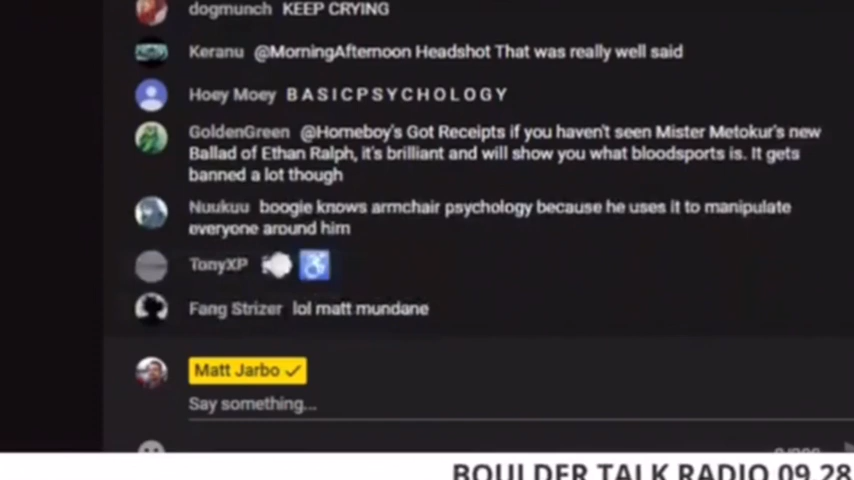 dogmunch KEEP CRYING
Keranu @MorningAfternoon Headshot That was really well said
Hoey Moey B A S I C P S Y C H O L O G Y
GoldenGreen @Homeboy's Got Receipts if you haven't seen Mister Metokur's new
Ballad of Ethan Ralph, it's brilliant and will show you what bloodsports is. It gets
banned a lot though
Nuukuu boogie knows armchair psychology because he uses it to manipulate
everyone around him
TonyXP
Fang Strizer lol matt mundane
Matt Jarbo ✓
Say something...
BOULDER TALK RADIO 09.28